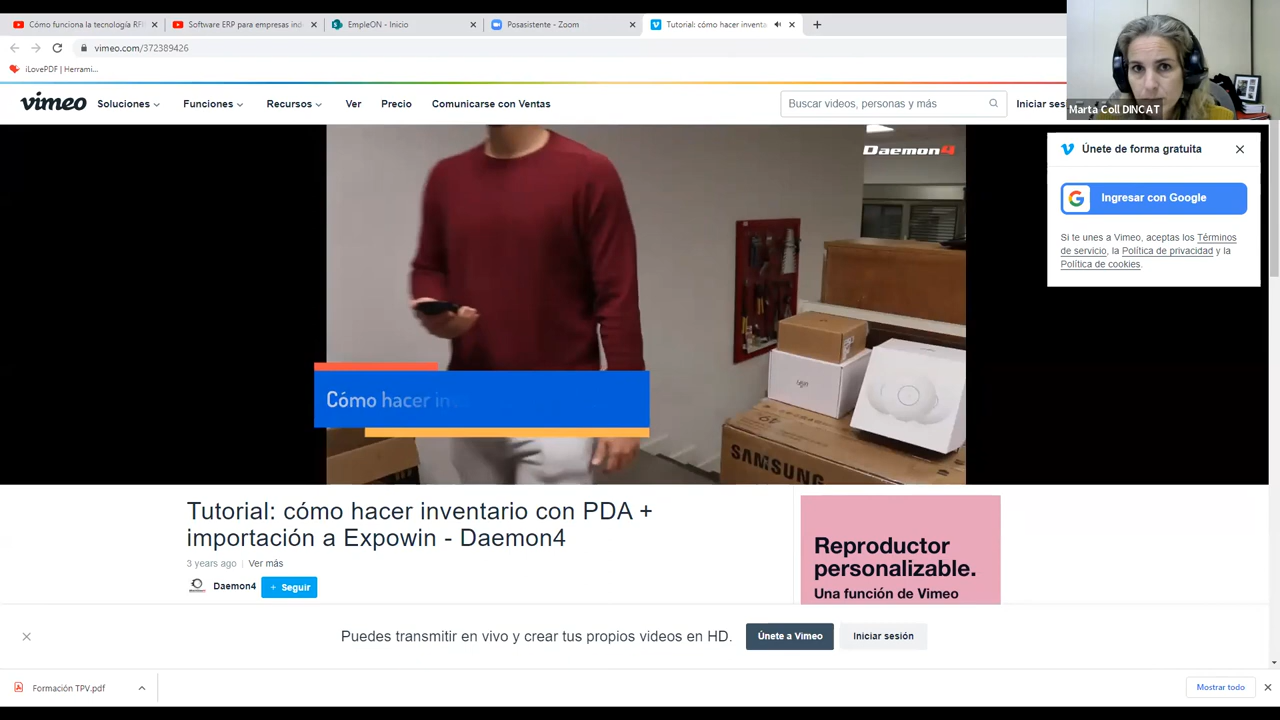 Cómo funciona la tecnología RFI
Software ERP para empresas ind
EmpleON - Inicio
Posasistente - Zoom
Tutorial: cómo hacer inventa
vimeo.com/372389426
iLovePDF | Herrami...
Marta Coll DINCAT
vimeo
Soluciones
Funciones
Recursos
Ver
Precio
Comunicarse con Ventas
Buscar videos, personas y más
Iniciar ses
Daemon4
Únete de forma gratuita
Ingresar con Google
Si te unes a Vimeo, aceptas los Términos
de servicio, la Política de privacidad y la
Política de cookies.
Cómo hacer in
SAMSUNG
Tutorial: cómo hacer inventario con PDA +
importación a Expowin - Daemon4
3 years ago | Ver más
Daemon4
+ Seguir
Reproductor
personalizable.
Una función de Vimeo
Puedes transmitir en vivo y crear tus propios videos en HD.
Únete a Vimeo
Iniciar sesión
Formación TPV.pdf
Mostrar todo